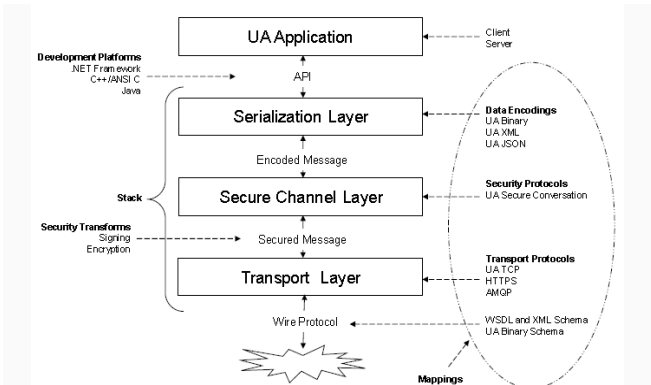 UA Application
Client
Server
Development Platforms
.NET Framework
C++/ANSI C
Java
API
Serialization Layer
Data Encodings
UA Binary
UA XML
UA JSON
Encoded Message
Stack
Secure Channel Layer
Security Protocols
UA Secure Conversation
Security Transforms
Signing
Encryption
Secured Message
Transport Layer
Transport Protocols
UA TCP
HTTPS
AMQP
Wire Protocol
WSDL and XML Schema
UA Binary Schema
Mappings